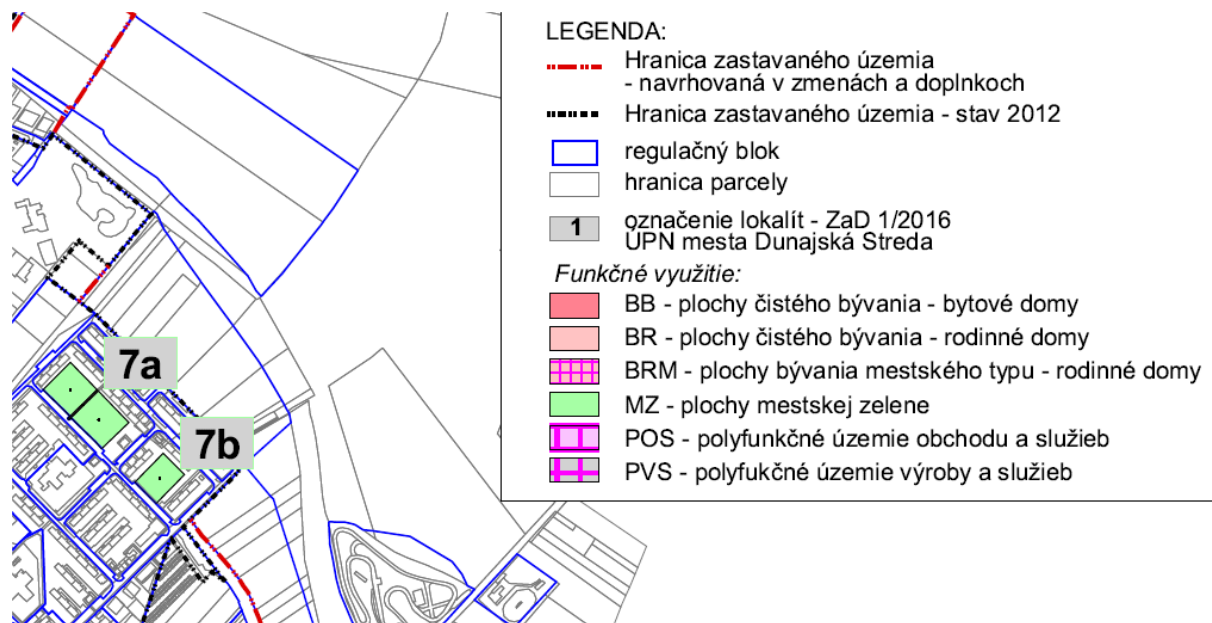 LEGENDA:
Hranica zastavaného územia
- navrhovaná v zmenách a doplnkoch
Hranica zastavaného územia - stav 2012
regulačný blok
hranica parcely
1
označenie lokalít - ZaD 1/2016
ÚPN mesta Dunajská Streda
Funkčné využitie:
BB - plochy čistého bývania - bytové domy
BR - plochy čistého bývania - rodinné domy
BRM - plochy bývania mestského typu - rodinné domy
MZ - plochy mestskej zelene
POS - polyfunkčné územie obchodu a služieb
PVS - polyfukčné územie výroby a služieb
7a
7b